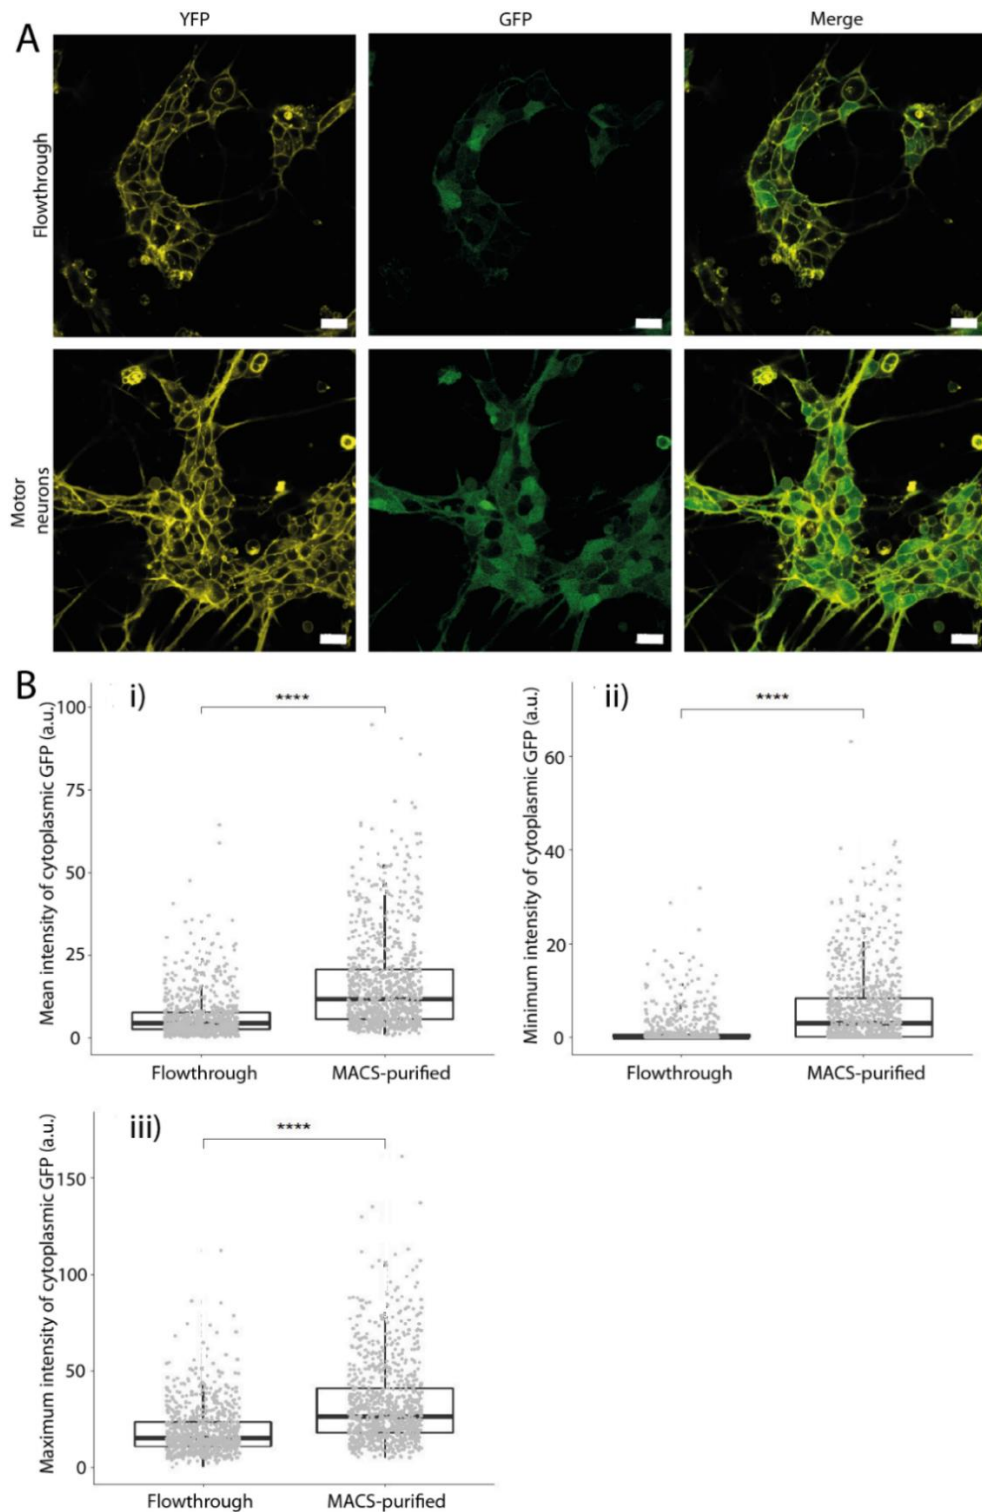 A
YFP
GFP
Merge
Flowthrough
Motor
neurons
B
i)
****
Mean intensity of cytoplasmic GFP (a.u.)
100
75
50
25
0
Flowthrough
MACS-purified
ii)
****
Minimum intensity of cytoplasmic GFP (a.u.)
60
40
20
0
Flowthrough
MACS-purified
iii)
****
Maximum intensity of cytoplasmic GFP (a.u.)
150
100
50
0
Flowthrough
MACS-purified